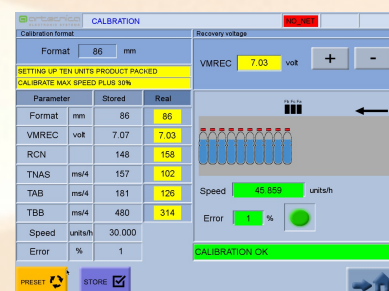 CALIBRATION
NO_NET
Calibration format
Format 86 mm
SETTING UP TEN UNITS PRODUCT PACKED
CALIBRATE MAX SPEED PLUS 30%
Parameter Stored Real
Format mm 86 86
VMREC volt 7.07 7.03
RCN 148 158
TNAS ms/4 157 102
TAB ms/4 181 126
TBB ms/4 480 314
Speed units/h 30.000
Error % 1
PRESET
STORE
Recovery voltage
VMREC 7.03 volt + -
Speed 45.859 units/h
Error 1 %
CALIBRATION OK